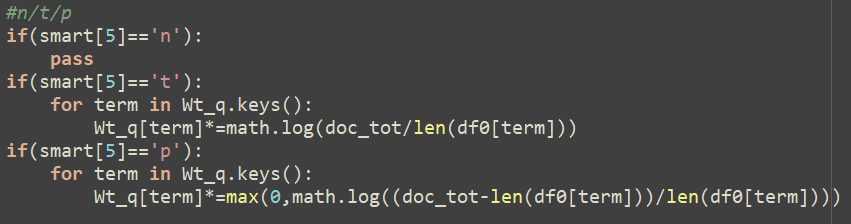 #n/t/p
if(smart[5]=='n'):
    pass
if(smart[5]=='t'):
    for term in Wt_q.keys():
        Wt_q[term]*=math.log(doc_tot/len(df0[term]))
if(smart[5]=='p'):
    for term in Wt_q.keys():
        Wt_q[term]*=max(0,math.log((doc_tot-len(df0[term]))/len(df0[term])))